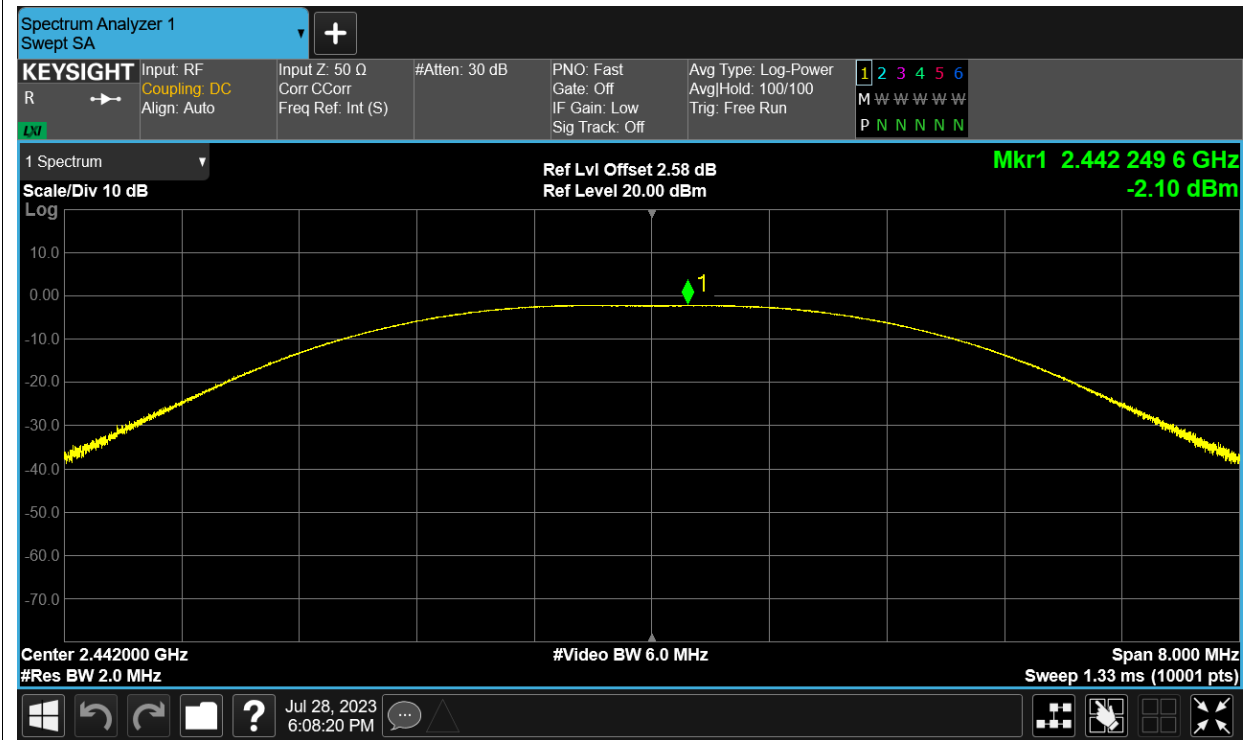 Spectrum Analyzer 1
Swept SA
+
KEYSIGHT
R
LXI
Input: RF
Coupling: DC
Align: Auto
Input Z: 50 Ω
Corr CCorr
Freq Ref: Int (S)
#Atten: 30 dB
PNO: Fast
Gate: Off
IF Gain: Low
Sig Track: Off
Avg Type: Log-Power
Avg|Hold: 100/100
Trig: Free Run
1 2 3 4 5 6
M W W W W W
P N N N N N
1 Spectrum
Scale/Div 10 dB
Ref Lvl Offset 2.58 dB
Ref Level 20.00 dBm
Mkr1 2.442 249 6 GHz
-2.10 dBm
Log
10.0
0.00
-10.0
-20.0
-30.0
-40.0
-50.0
-60.0
-70.0
1
Center 2.442000 GHz
#Video BW 6.0 MHz
Span 8.000 MHz
#Res BW 2.0 MHz
Sweep 1.33 ms (10001 pts)
?
Jul 28, 2023
6:08:20 PM